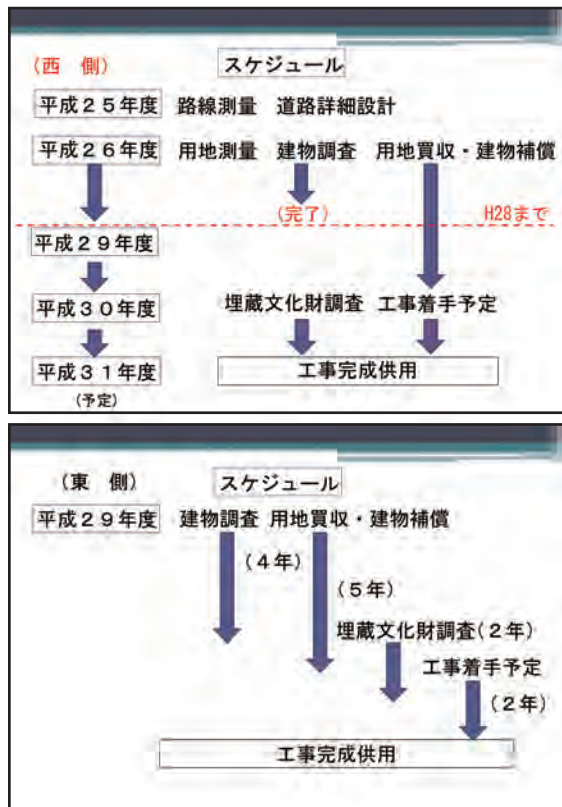 （西　側）
スケジュール
平成２５年度　路線測量　道路詳細設計
平成２６年度　用地測量　建物調査　用地買収・建物補償
（完了）　H28まで
平成２９年度
平成３０年度　埋蔵文化財調査　工事着手予定
平成３１年度　工事完成供用
（予定）
（東　側）
スケジュール
平成２９年度　建物調査　用地買収・建物補償
（４年）
（５年）
埋蔵文化財調査（２年）
工事着手予定
（２年）
工事完成供用